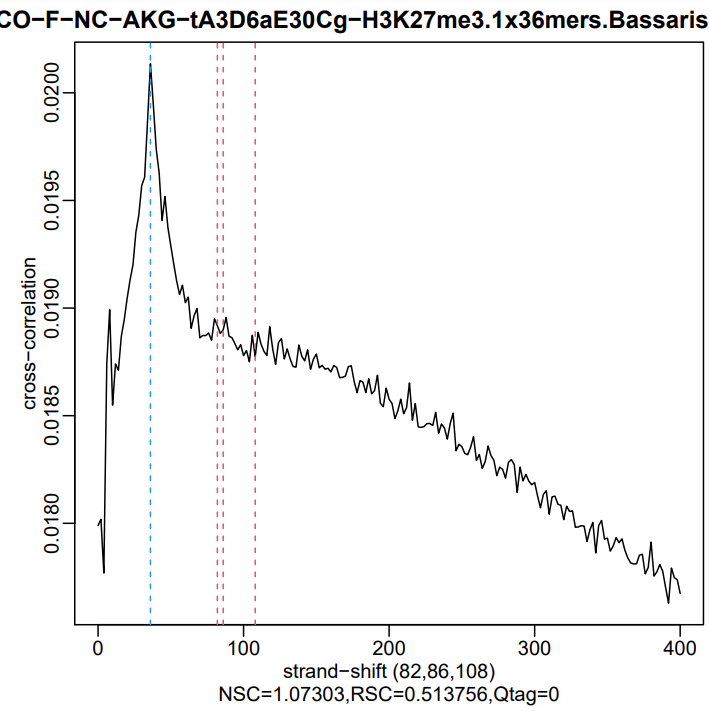 CO−F−NC−AKG−tA3D6aE30Cg−H3K27me3.1x36mers.Bassaris
0.0200
0.0195
0.0190
0.0185
0.0180
cross−correlation
0 100 200 300 400
strand−shift (82,86,108)
NSC=1.07303,RSC=0.513756,Qtag=0